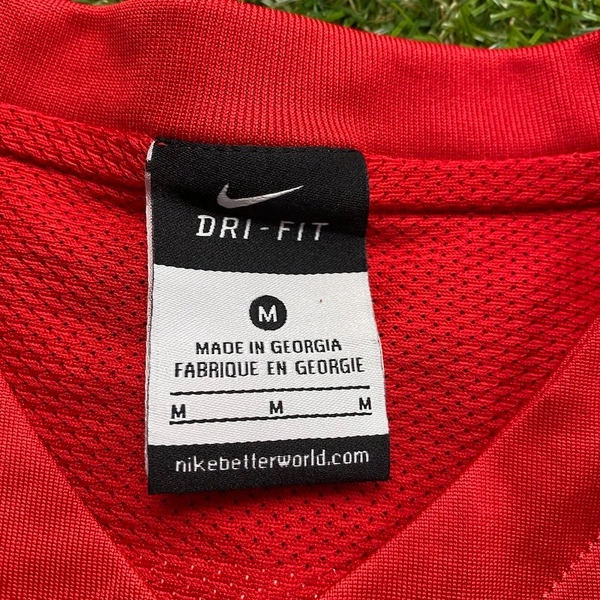 DRI-FIT
M
MADE IN GEORGIA
FABRIQUE EN GEORGIE
M M M
nikebetterworld.com